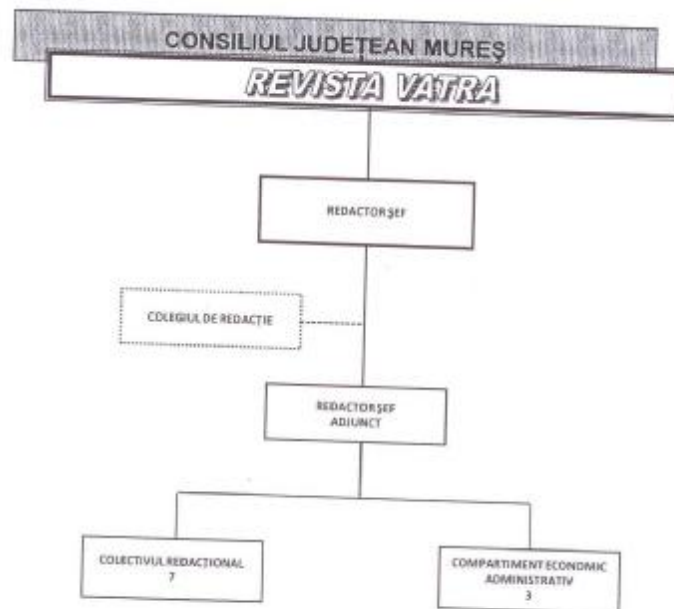 CONSILIUL JUDEȚEAN MUREȘ
REVISTA VATRA
REDACTOR ȘEF
COLEGIUL DE REDACȚIE
REDACTOR ȘEF
ADJUNCT
COLECTIVUL REDACȚIONAL
7
COMPARTIMENT ECONOMIC
ADMINISTRATIV
3